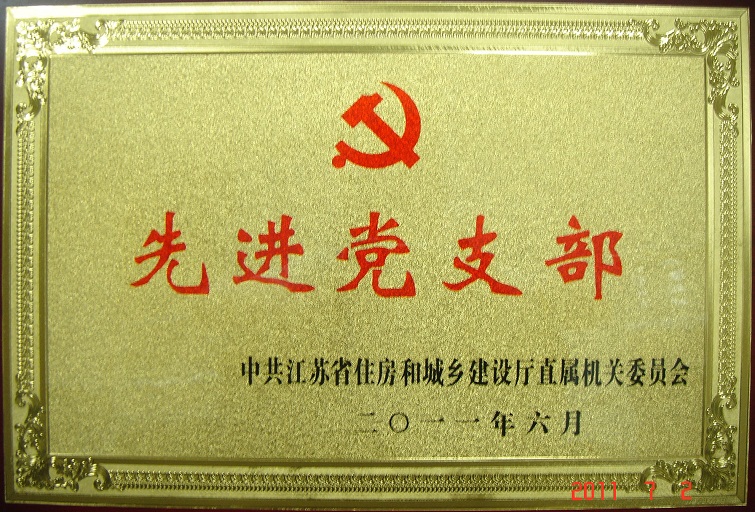 先进党支部
中共江苏省住房和城乡建设厅直属机关委员会
二〇一一年六月
2011 7 2